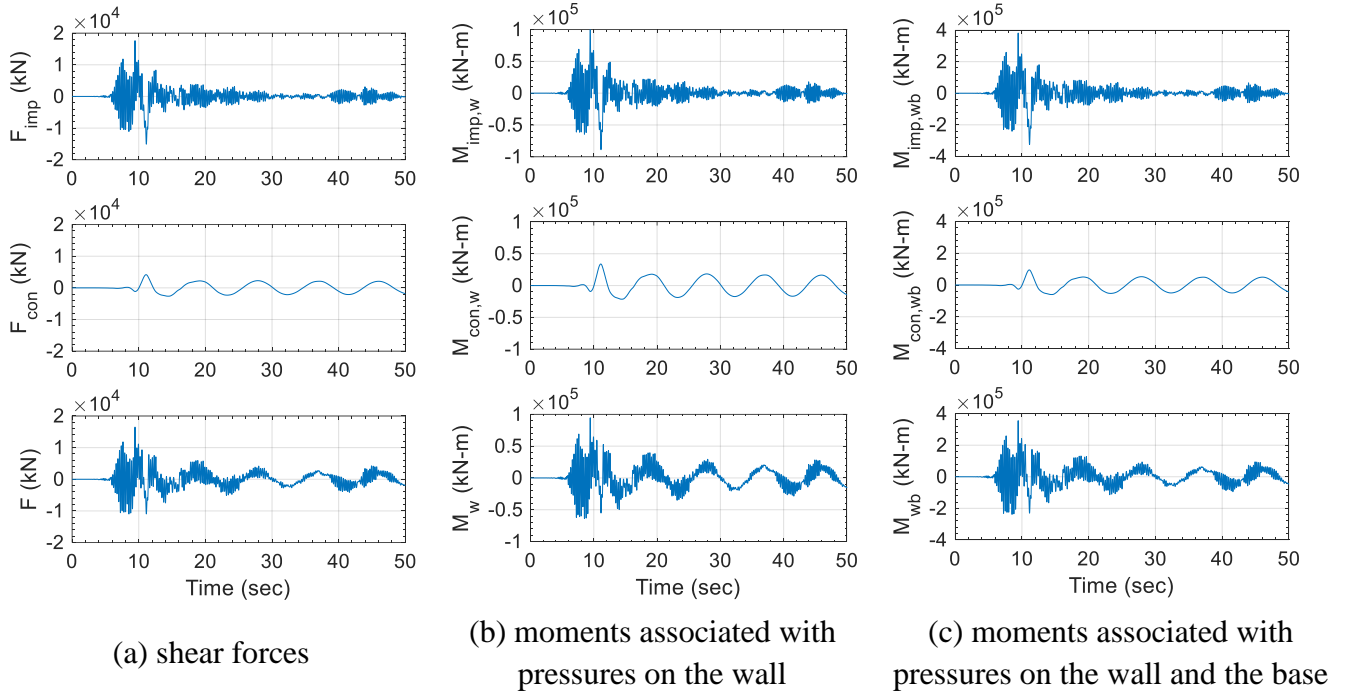 ×10^4
2
1
0
-1
-2
F_imp (kN)
0 10 20 30 40 50
×10^4
2
1
0
-1
-2
F_con (kN)
0 10 20 30 40 50
×10^4
2
1
0
-1
-2
F (kN)
0 10 20 30 40 50
Time (sec)
(a) shear forces
×10^5
1
0.5
0
-0.5
-1
M_imp,w (kN-m)
0 10 20 30 40 50
×10^5
1
0.5
0
-0.5
-1
M_con,w (kN-m)
0 10 20 30 40 50
×10^5
1
0.5
0
-0.5
-1
M_w (kN-m)
0 10 20 30 40 50
Time (sec)
(b) moments associated with
pressures on the wall
×10^5
4
2
0
-2
-4
M_imp,wb (kN-m)
0 10 20 30 40 50
×10^5
4
2
0
-2
-4
M_con,wb (kN-m)
0 10 20 30 40 50
×10^5
4
2
0
-2
-4
M_wb (kN-m)
0 10 20 30 40 50
Time (sec)
(c) moments associated with
pressures on the wall and the base